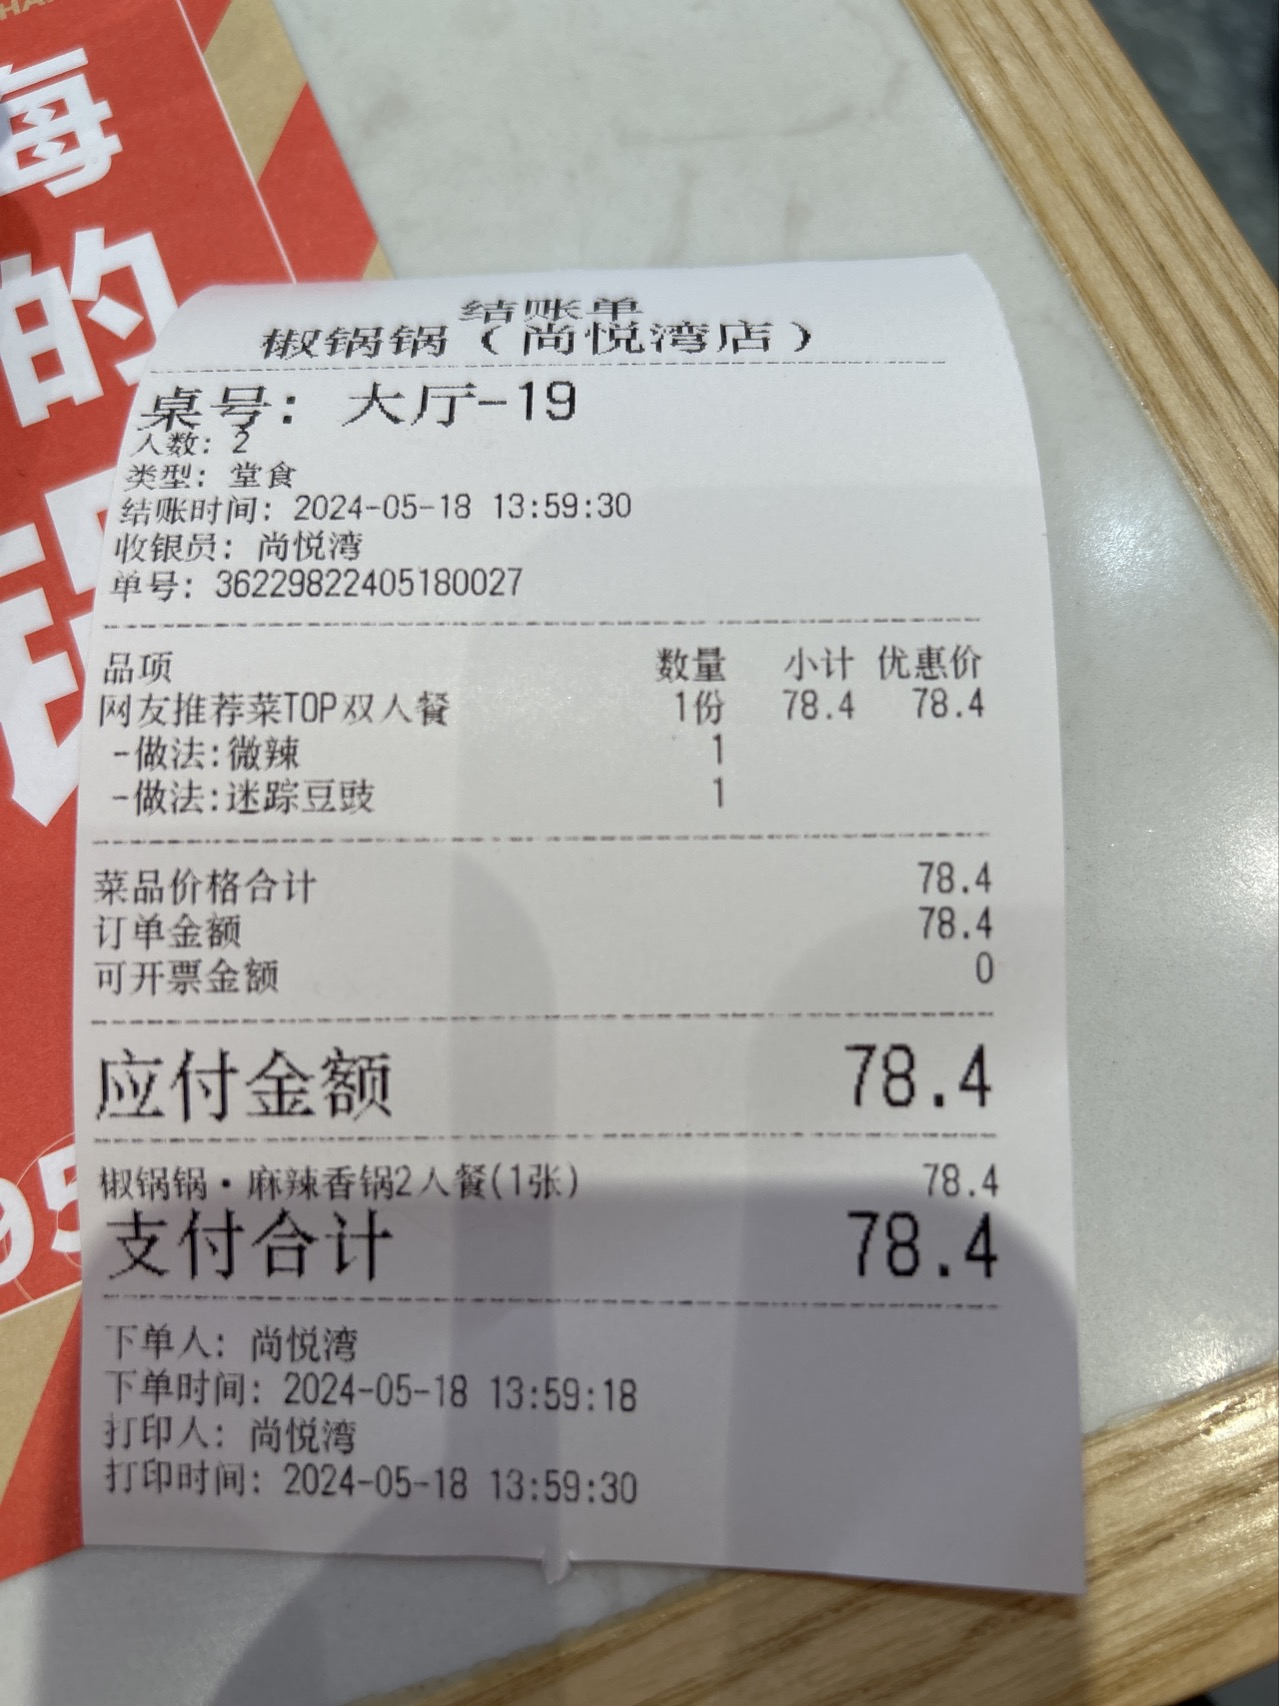 每
的
95
结账单
椒锅锅（尚悦湾店）
桌号: 大厅-19
人数: 2
类型: 堂食
结账时间: 2024-05-18 13:59:30
收银员: 尚悦湾
单号: 36229822405180027
品项 数量 小计 优惠价
网友推荐菜TOP双人餐 1份 78.4 78.4
-做法:微辣 1
-做法:迷踪豆豉 1
菜品价格合计 78.4
订单金额 78.4
可开票金额 0
应付金额 78.4
椒锅锅·麻辣香锅2人餐(1张) 78.4
支付合计 78.4
下单人: 尚悦湾
下单时间: 2024-05-18 13:59:18
打印人: 尚悦湾
打印时间: 2024-05-18 13:59:30